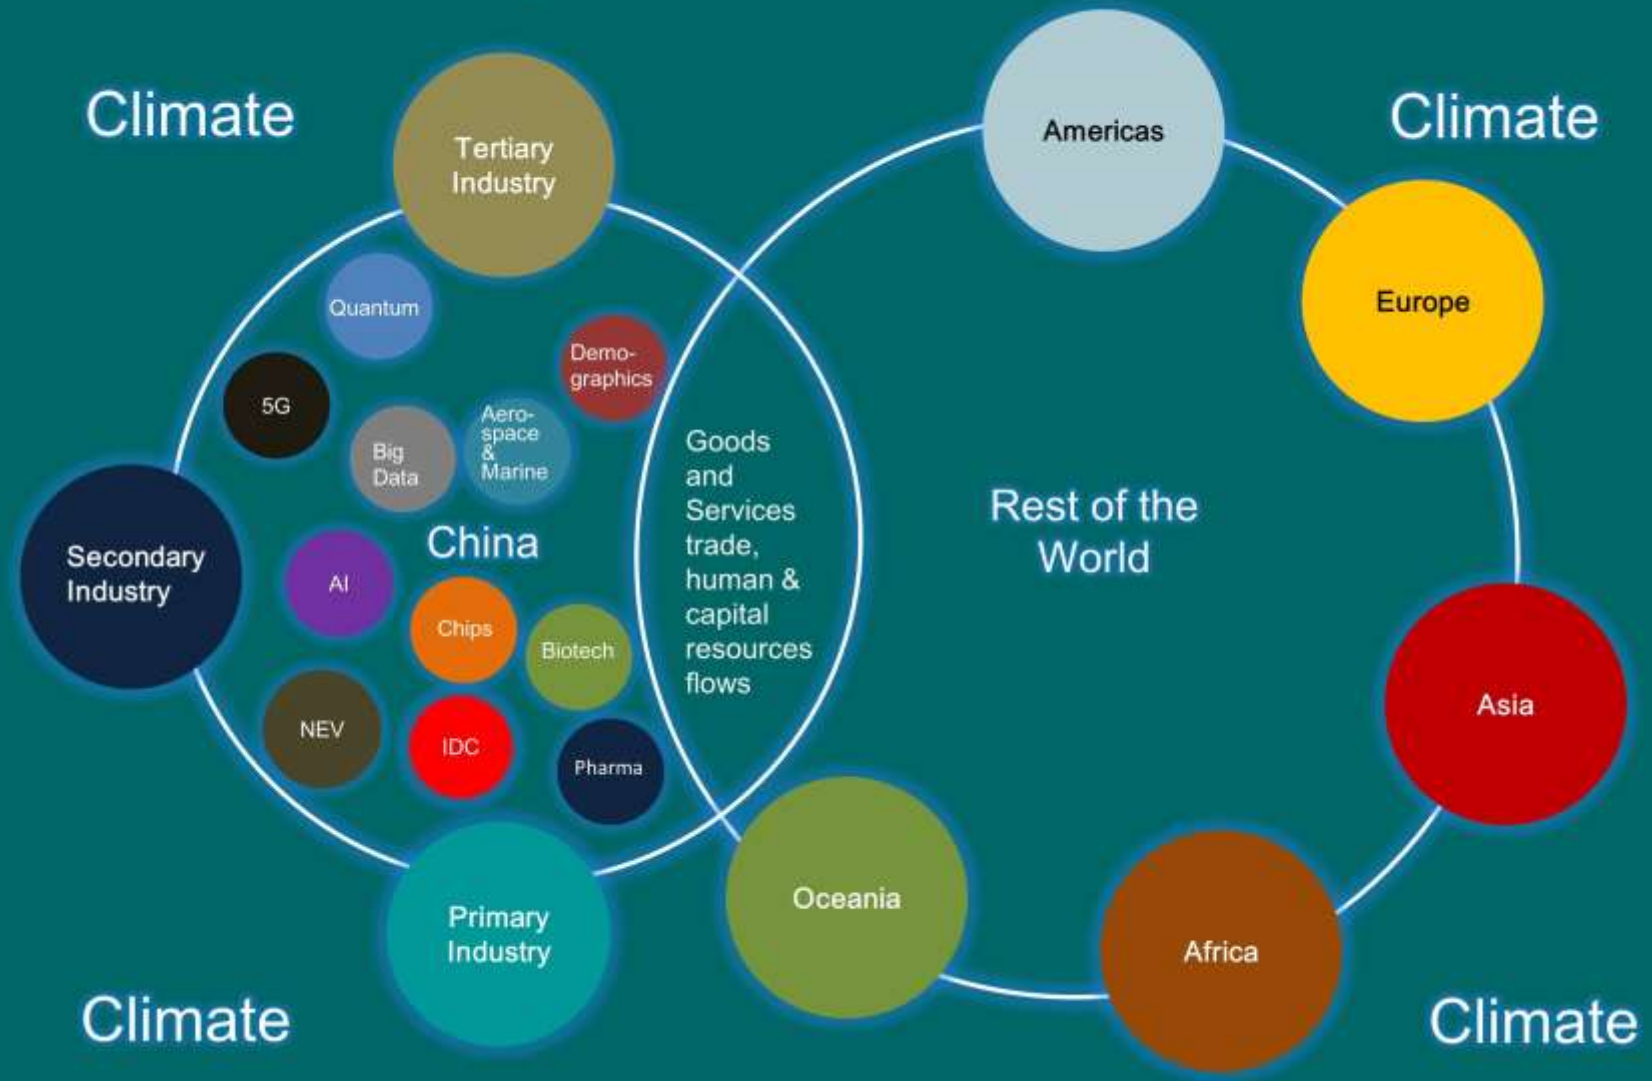 Climate
Climate
Tertiary
Industry
Americas
Europe
Quantum
Demo-
graphics
5G
Big
Data
Aero-
space
&
Marine
China
Secondary
Industry
AI
Chips
Biotech
NEV
IDC
Pharma
Primary
Industry
Goods
and
Services
trade,
human &
capital
resources
flows
Rest of the
World
Asia
Oceania
Africa
Climate
Climate